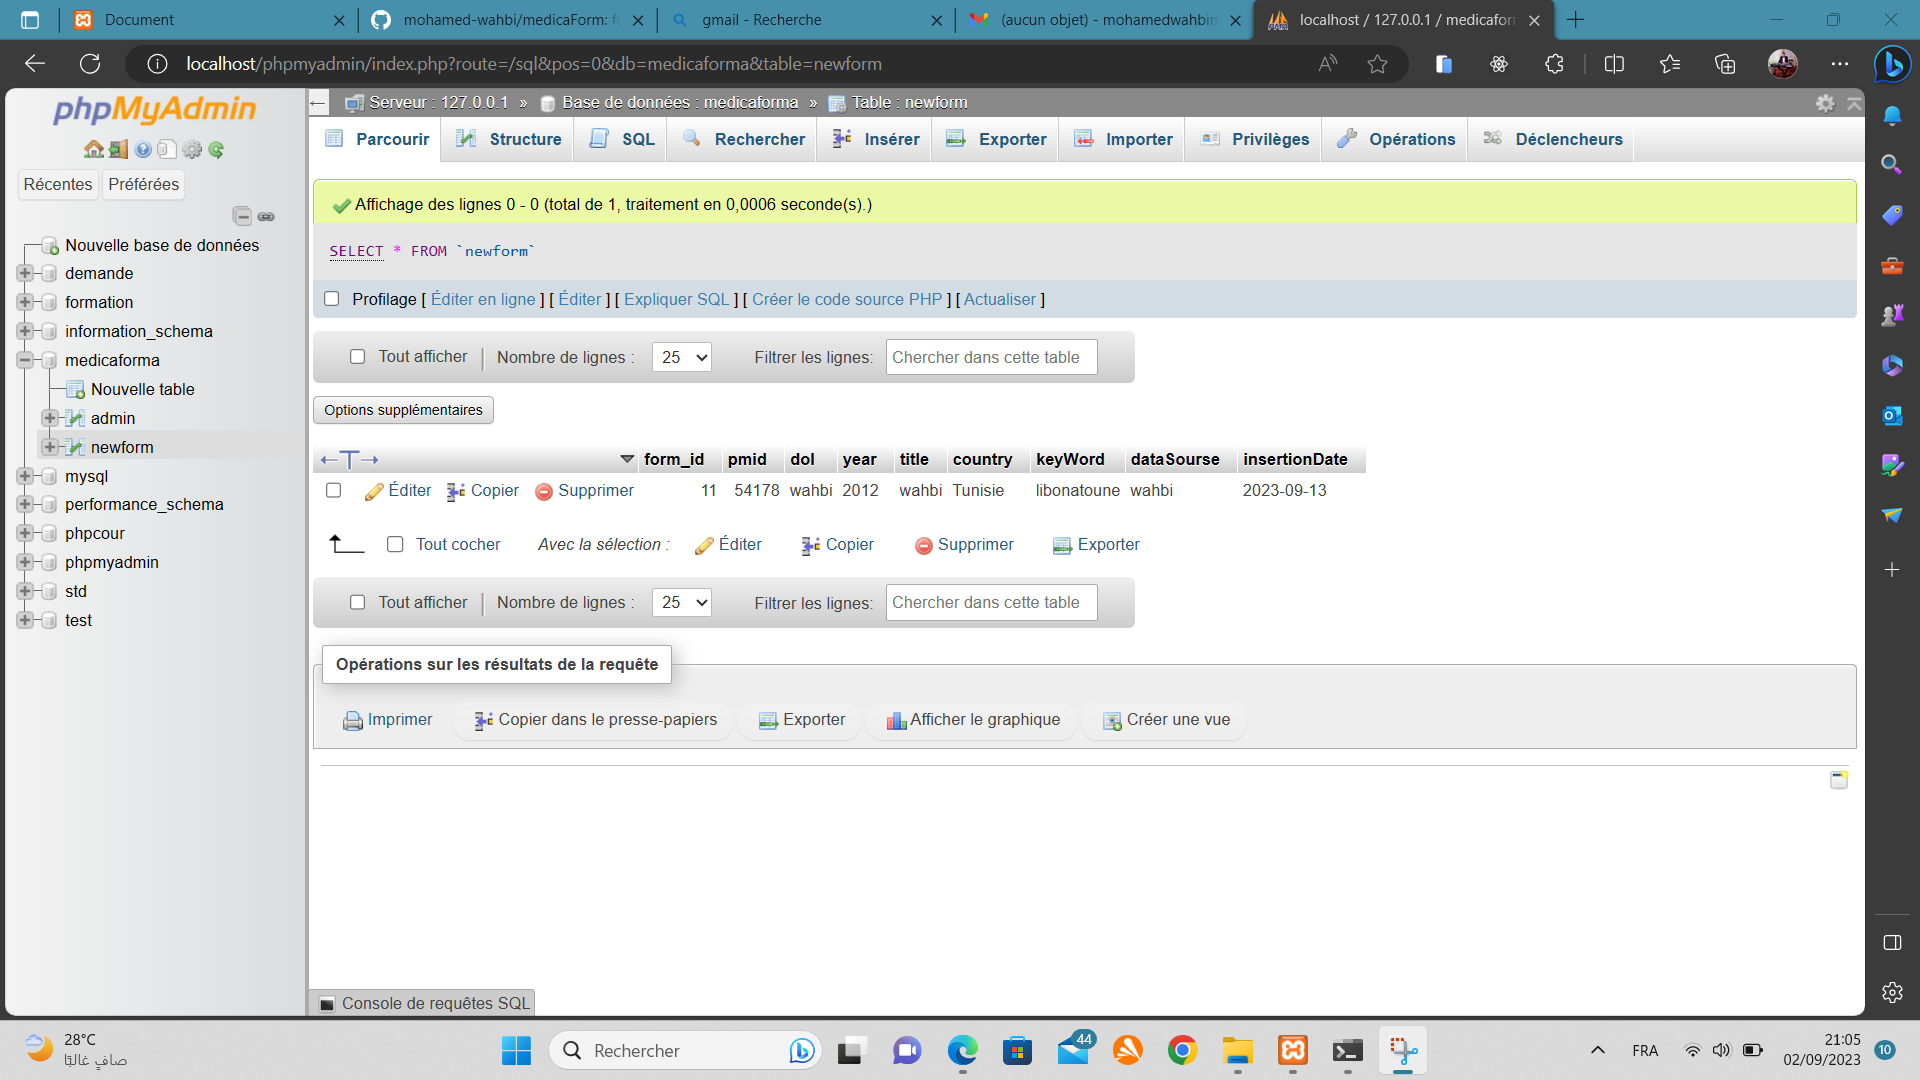 Document
mohamed-wahbi/medicaForm: fo
gmail - Recherche
(aucun objet) - mohamedwahbin
localhost / 127.0.0.1 / medicaform
localhost/phpmyadmin/index.php?route=/sql&pos=0&db=medicaforma&table=newform
phpMyAdmin
Récentes
Préférées
Nouvelle base de données
demande
formation
information_schema
medicaforma
Nouvelle table
admin
newform
mysql
performance_schema
phpcour
phpmyadmin
std
test
Serveur : 127.0.0.1 » Base de données : medicaforma » Table : newform
Parcourir Structure SQL Rechercher Insérer Exporter Importer Privilèges Opérations Déclencheurs
Affichage des lignes 0 - 0 (total de 1, traitement en 0,0006 seconde(s).)
SELECT * FROM `newform`
Profilage [ Éditer en ligne ] [ Éditer ] [ Expliquer SQL ] [ Créer le code source PHP ] [ Actualiser ]
Tout afficher | Nombre de lignes : 25 Filtrer les lignes: Chercher dans cette table
Options supplémentaires
←T→ form_id pmid dol year title country keyWord dataSourse insertionDate
Éditer Copier Supprimer 11 54178 wahbi 2012 wahbi Tunisie libonatoune wahbi 2023-09-13
Tout cocher Avec la sélection : Éditer Copier Supprimer Exporter
Tout afficher | Nombre de lignes : 25 Filtrer les lignes: Chercher dans cette table
Opérations sur les résultats de la requête
Imprimer Copier dans le presse-papiers Exporter Afficher le graphique Créer une vue
Console de requêtes SQL
28°C
صافٍ غالبًا
Rechercher
44
FRA
21:05
02/09/2023
10